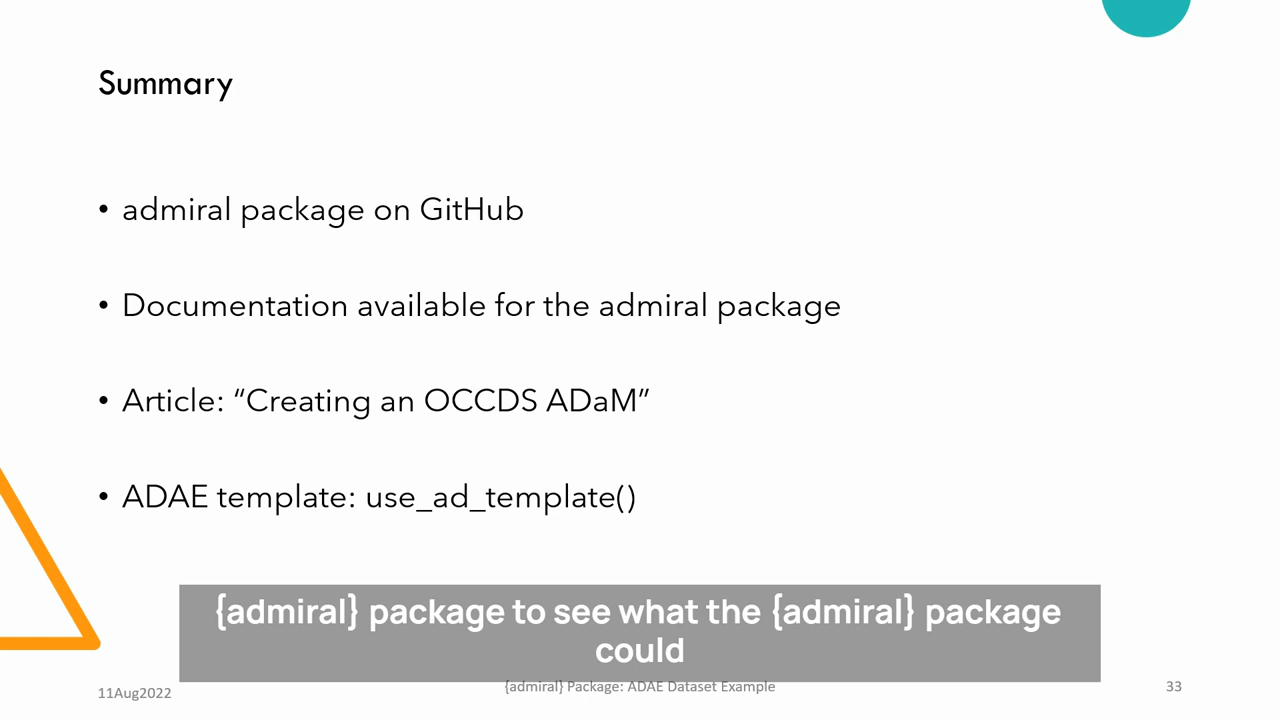 Summary
• admiral package on GitHub
• Documentation available for the admiral package
• Article: “Creating an OCCDS ADaM”
• ADAE template: use_ad_template()
{admiral} package to see what the {admiral} package
could
11Aug2022
{admiral} Package: ADAE Dataset Example
33